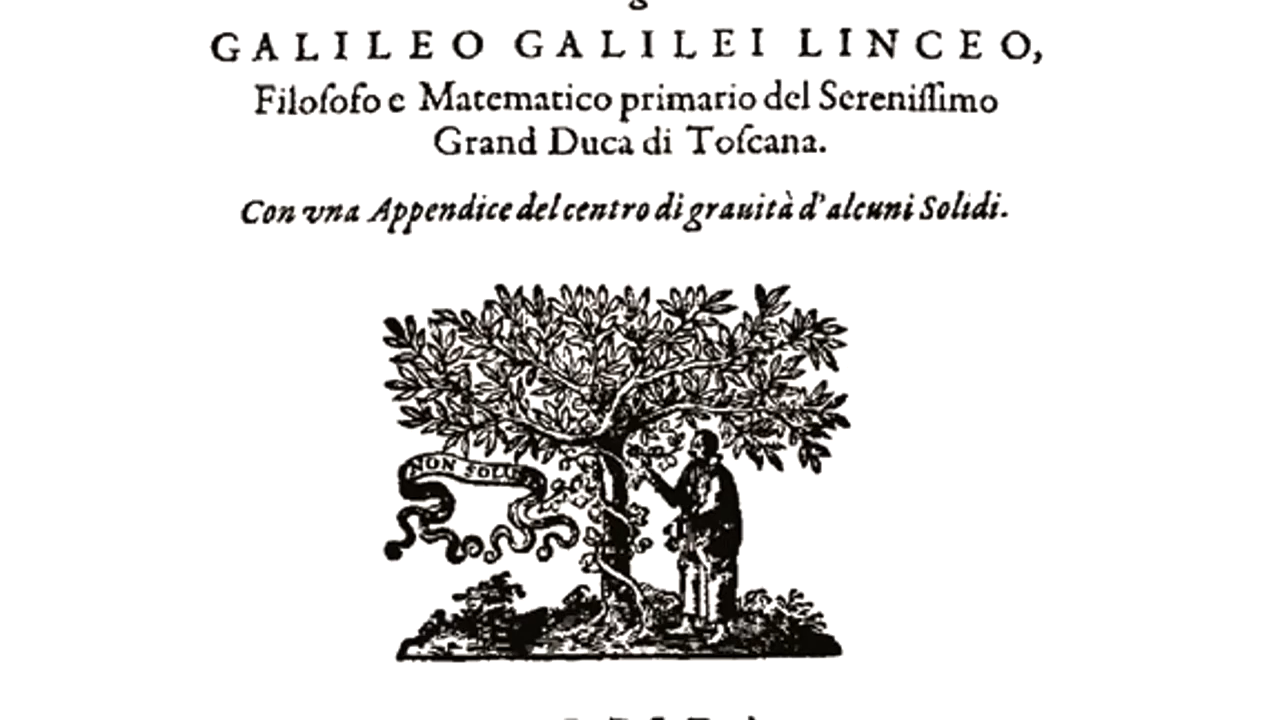 GALILEO GALILEI LINCEO,
Filoſofo e Matematico primario del Sereniſſimo
Grand Duca di Toſcana.
Con vna Appendice del centro di grauità d'alcuni Solidi.
NON SOLUS